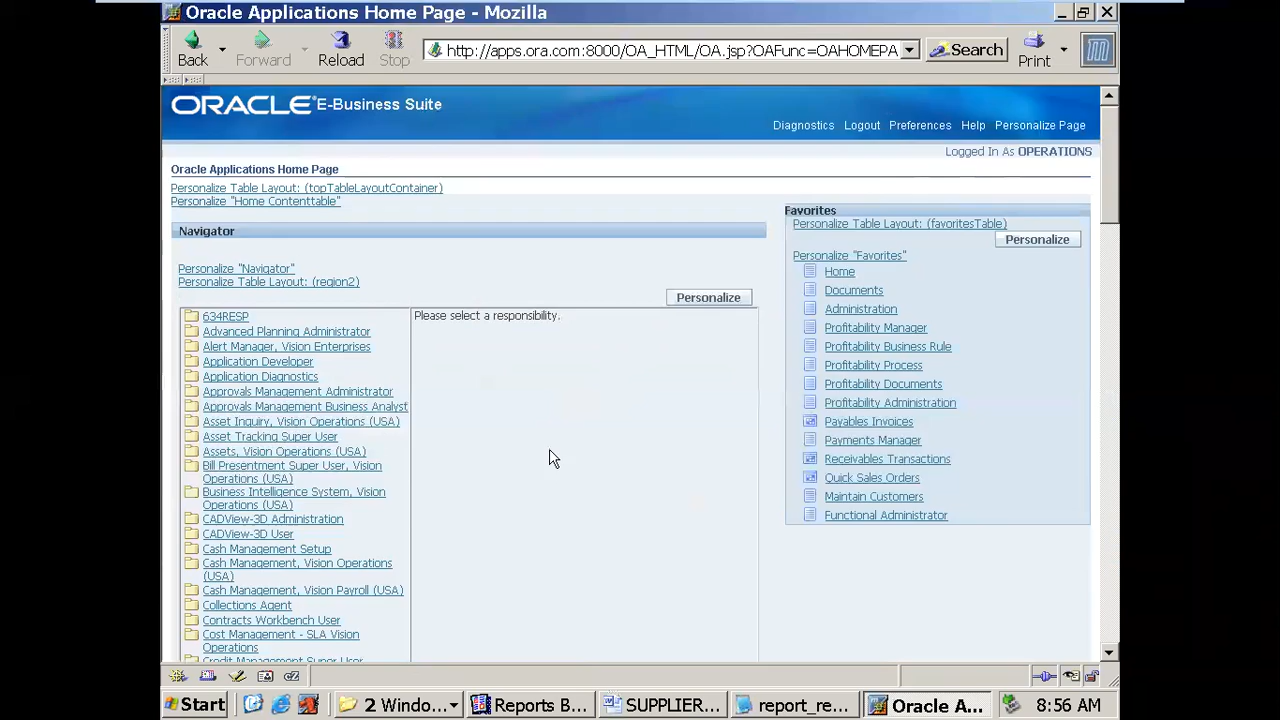 Oracle Applications Home Page - Mozilla
Back
Forward
Reload
Stop
http://apps.ora.com:8000/OA_HTML/OA.jsp?OAFunc=OAHOMEPA
Search
Print
ORACLE E-Business Suite
Diagnostics Logout Preferences Help Personalize Page
Logged In As OPERATIONS
Oracle Applications Home Page
Personalize Table Layout: (topTableLayoutContainer)
Personalize "Home Contenttable"
Navigator
Personalize "Navigator"
Personalize Table Layout: (region2)
Personalize
634RESP
Advanced Planning Administrator
Alert Manager, Vision Enterprises
Application Developer
Application Diagnostics
Approvals Management Administrator
Approvals Management Business Analyst
Asset Inquiry, Vision Operations (USA)
Asset Tracking Super User
Assets, Vision Operations (USA)
Bill Presentment Super User, Vision
Operations (USA)
Business Intelligence System, Vision
Operations (USA)
CADView-3D Administration
CADView-3D User
Cash Management Setup
Cash Management, Vision Operations
(USA)
Cash Management, Vision Payroll (USA)
Collections Agent
Contracts Workbench User
Cost Management - SLA Vision
Operations
Credit Management Super User
Please select a responsibility.
Favorites
Personalize Table Layout: (favoritesTable)
Personalize
Personalize "Favorites"
Home
Documents
Administration
Profitability Manager
Profitability Business Rule
Profitability Process
Profitability Documents
Profitability Administration
Payables Invoices
Payments Manager
Receivables Transactions
Quick Sales Orders
Maintain Customers
Functional Administrator
Start
2 Windo...
Reports B...
SUPPLIER...
report_re...
Oracle A...
8:56 AM